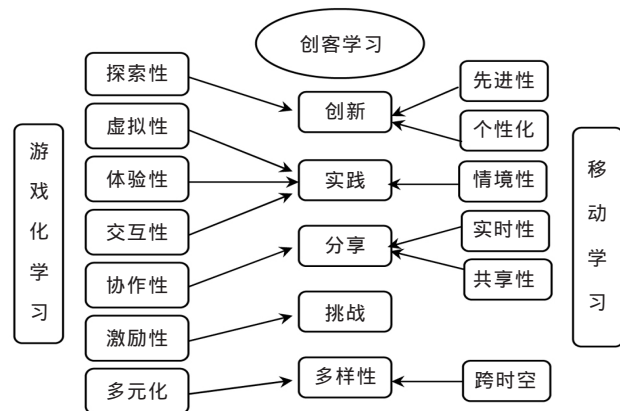 创客学习
游戏化学习
探索性
虚拟性
体验性
交互性
协作性
激励性
多元化
创新
实践
分享
挑战
多样性
先进性
个性化
情境性
实时性
共享性
跨时空
移动学习